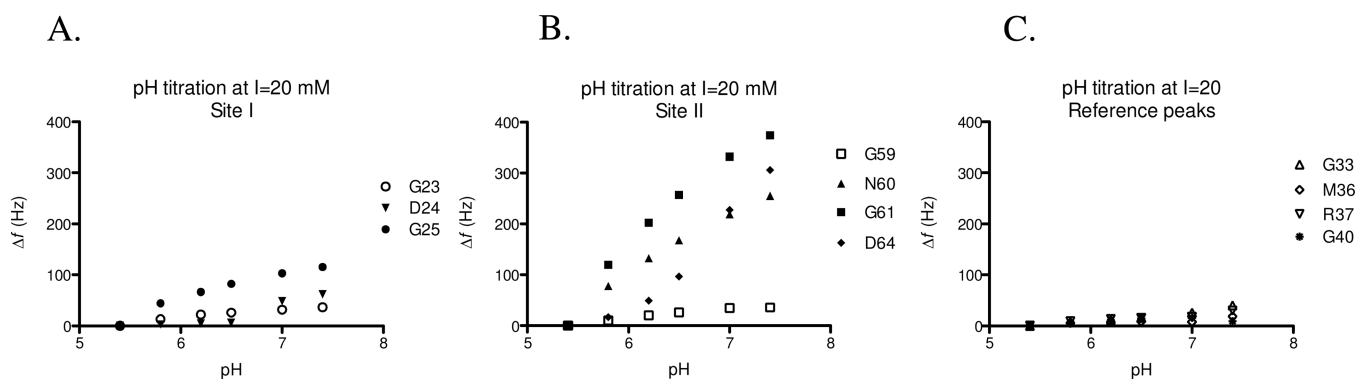 A.
pH titration at I=20 mM
Site I
400
300
200
100
0
5
6
7
8
Δf (Hz)
pH
G23
D24
G25
B.
pH titration at I=20 mM
Site II
400
300
200
100
0
5
6
7
8
Δf (Hz)
pH
G59
N60
G61
D64
C.
pH titration at I=20
Reference peaks
400
300
200
100
0
5
6
7
8
Δf (Hz)
pH
G33
M36
R37
G40